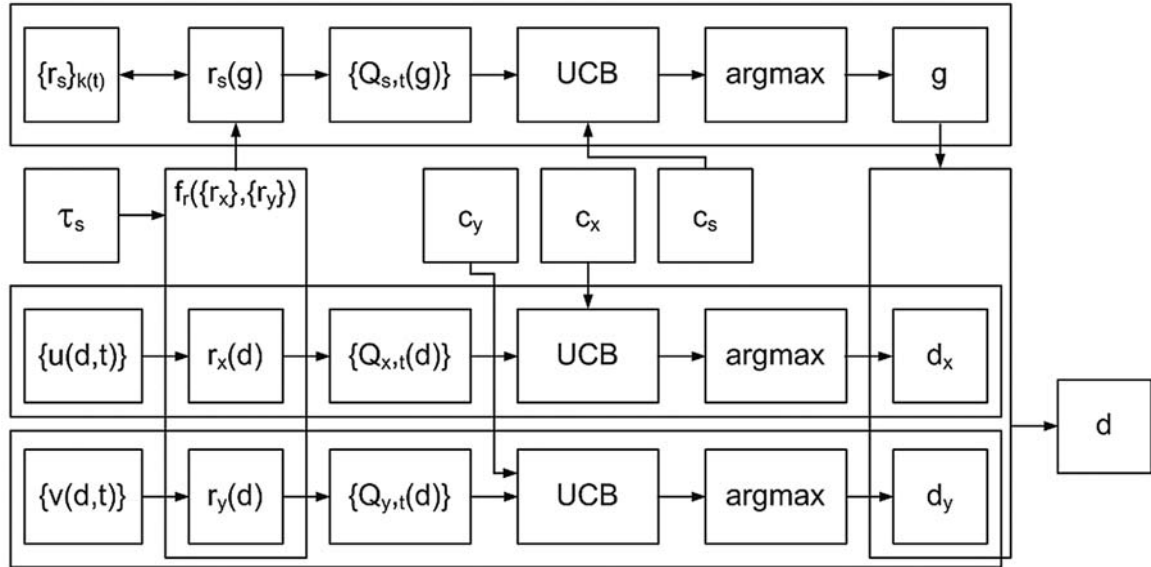 {r_s}_k(t) r_s(g) {Q_s,t(g)} UCB argmax g
τ_s f_r({r_x},{r_y}) c_y c_x c_s
{u(d,t)} r_x(d) {Q_x,t(d)} UCB argmax d_x
d
{v(d,t)} r_y(d) {Q_y,t(d)} UCB argmax d_y